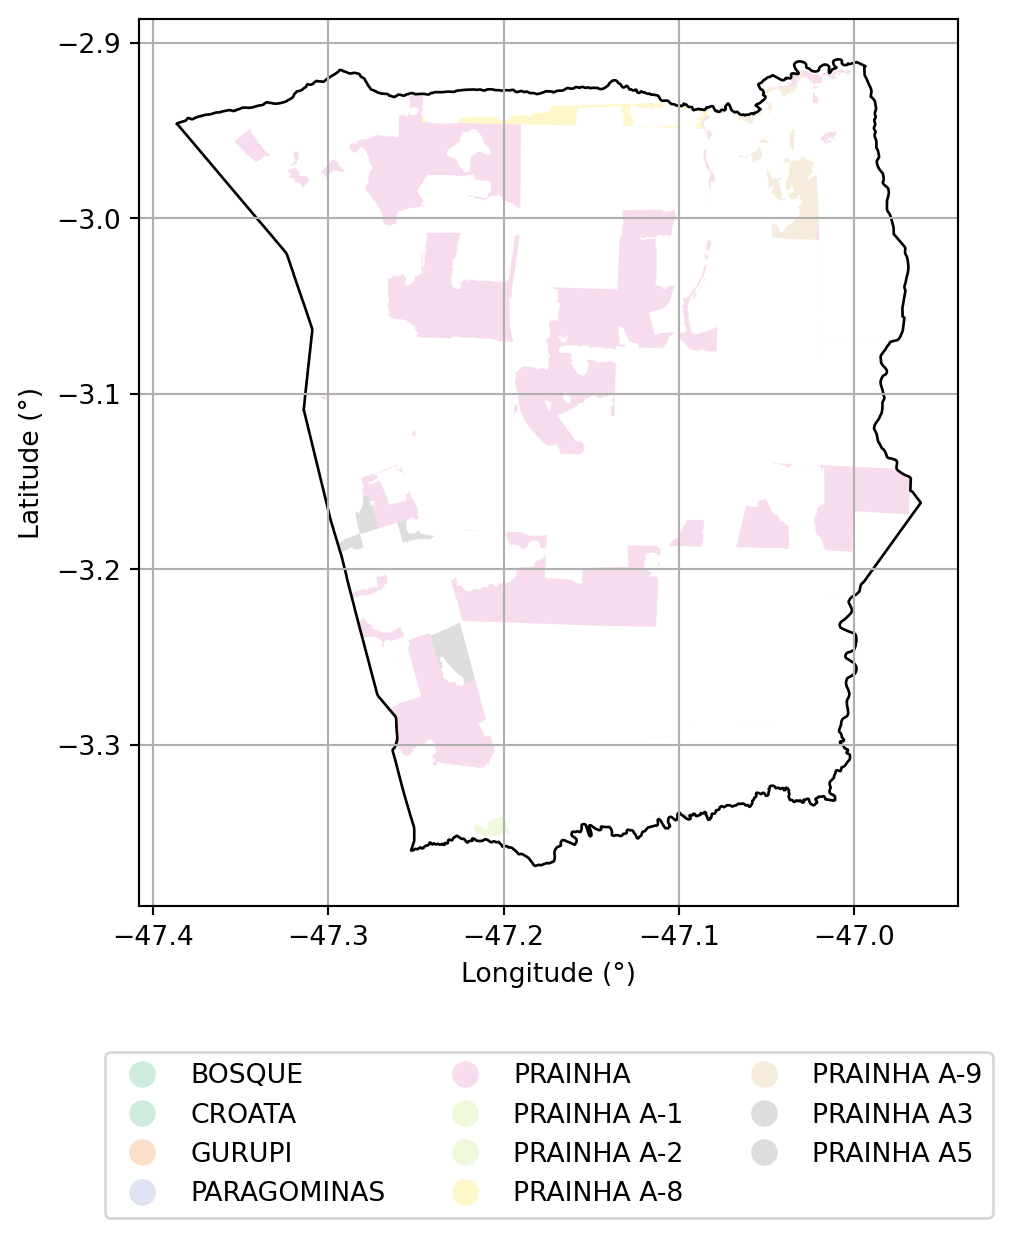 −2.9
−3.0
−3.1
−3.2
−3.3
Latitude (°)
−47.4 −47.3 −47.2 −47.1 −47.0
Longitude (°)
BOSQUE
CROATA
GURUPI
PARAGOMINAS
PRAINHA
PRAINHA A-1
PRAINHA A-2
PRAINHA A-8
PRAINHA A-9
PRAINHA A3
PRAINHA A5